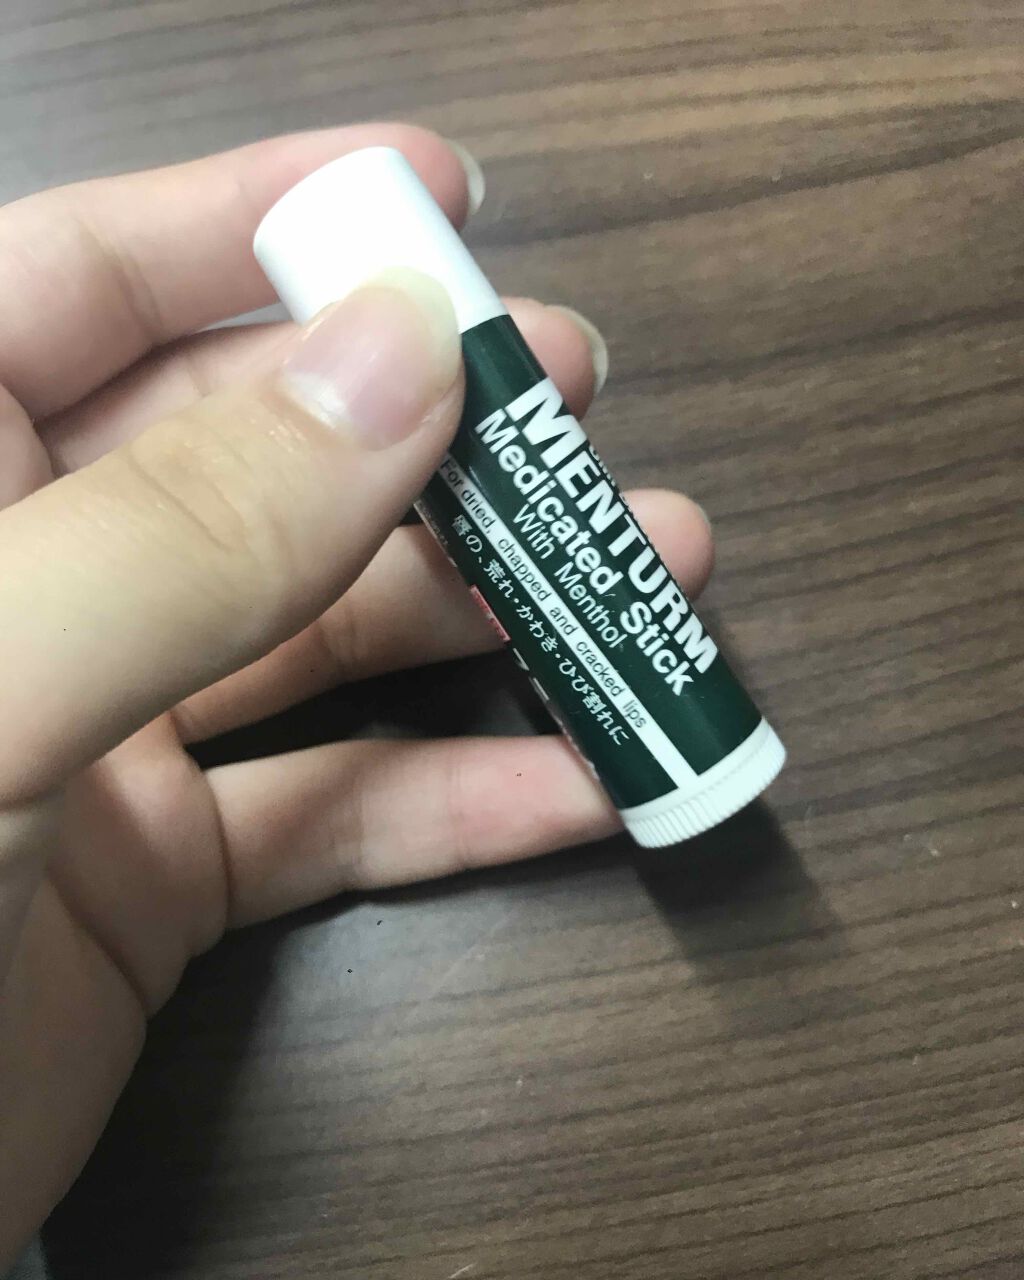 MENTURM
Medicated Stick
With Menthol
For dried, chapped and cracked lips
唇の、荒れ・かわき・ひび割れに